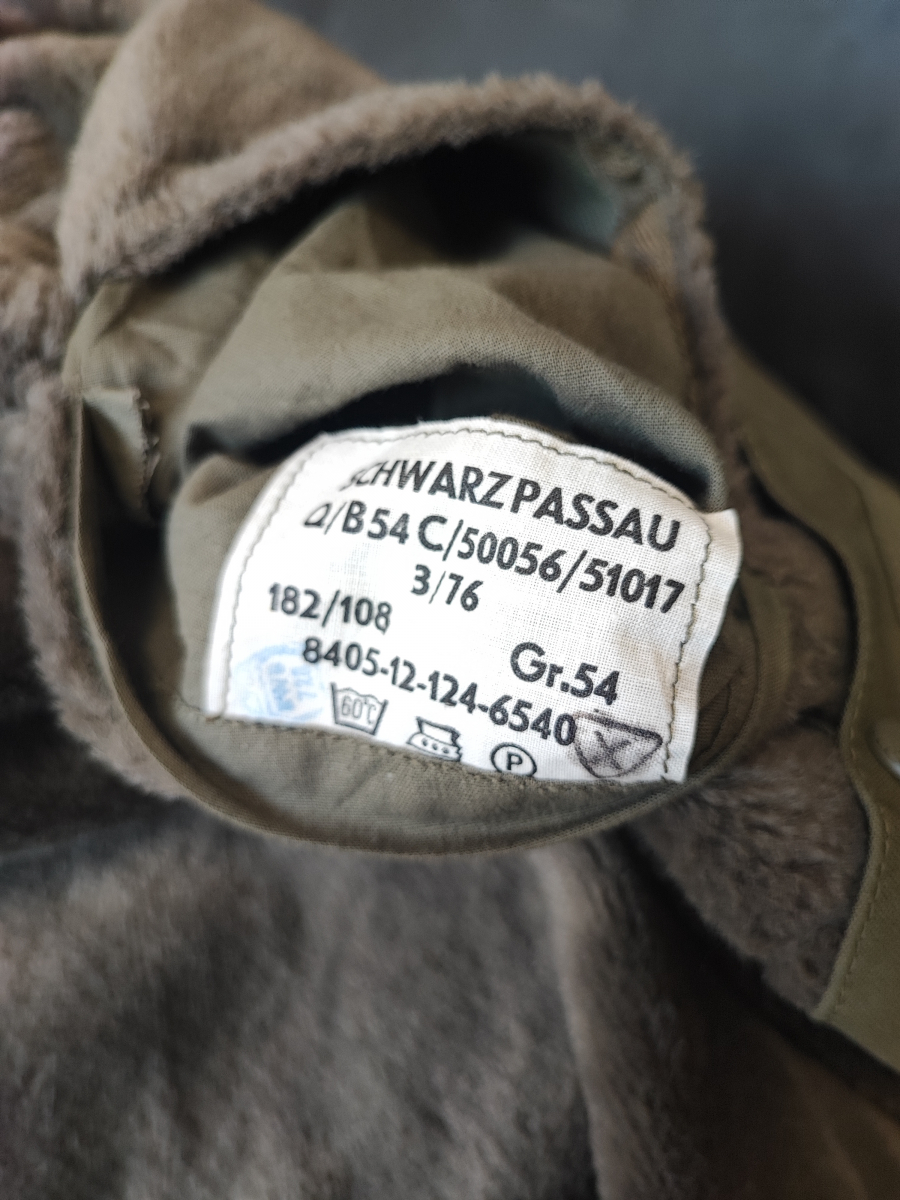 SCHWARZ PASSAU
Q/B54 C/50056/51017
3/76
182/108
Gr.54
8405-12-124-6540
60°C
P